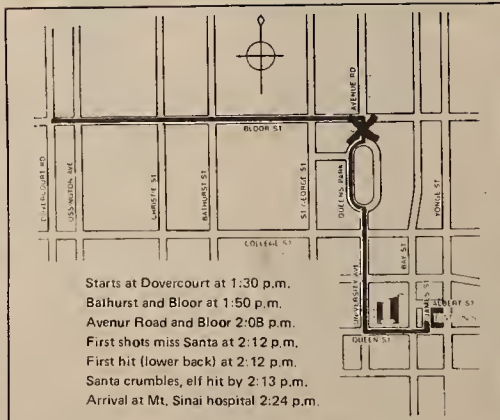 AVENUE RD
BLOOR ST
DOVERCOURT RD
OSSINGTON AVE
CHRISTIE ST
BATHURST ST
ST GEORGE ST
QUEENS PARK
YONGE ST
COLLEGE ST
BAY ST
UNIVERSITY AVE
JAMES ST
ALBERT ST
QUEEN ST
Starts at Dovercourt at 1:30 p.m.
Bathurst and Bloor at 1:50 p.m.
Avenur Road and Bloor 2:08 p.m.
First shots miss Santa at 2:12 p.m.
First hit (lower back) at 2:12 p.m.
Santa crumbles, elf hit by 2:13 p.m.
Arrival at Mt. Sinai hospital 2:24 p.m.